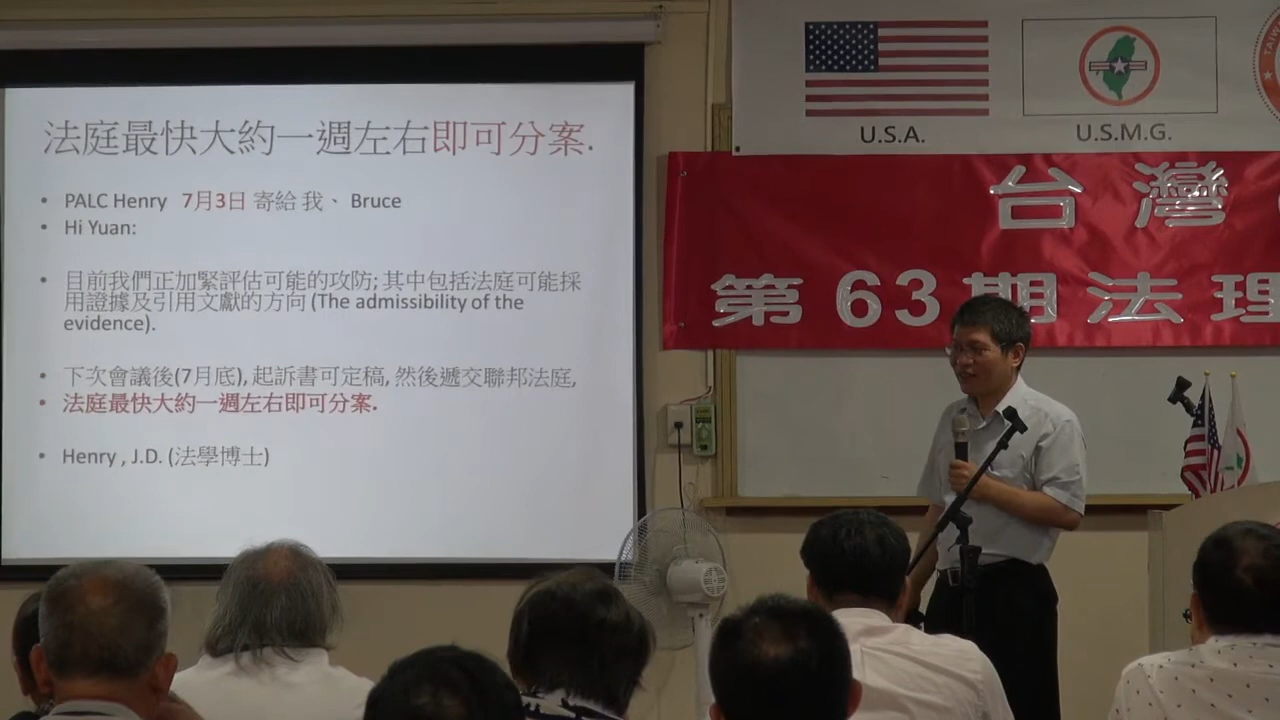 法庭最快大約一週左右即可分案.
• PALC Henry 7月3日 寄給 我、 Bruce
• Hi Yuan:
• 目前我們正加緊評估可能的攻防; 其中包括法庭可能採
用證據及引用文獻的方向 (The admissibility of the
evidence).
• 下次會議後(7月底), 起訴書可定稿, 然後遞交聯邦法庭,
• 法庭最快大約一週左右即可分案.
• Henry , J.D. (法學博士)
U.S.A.
U.S.M.G.
台灣
第63期法理